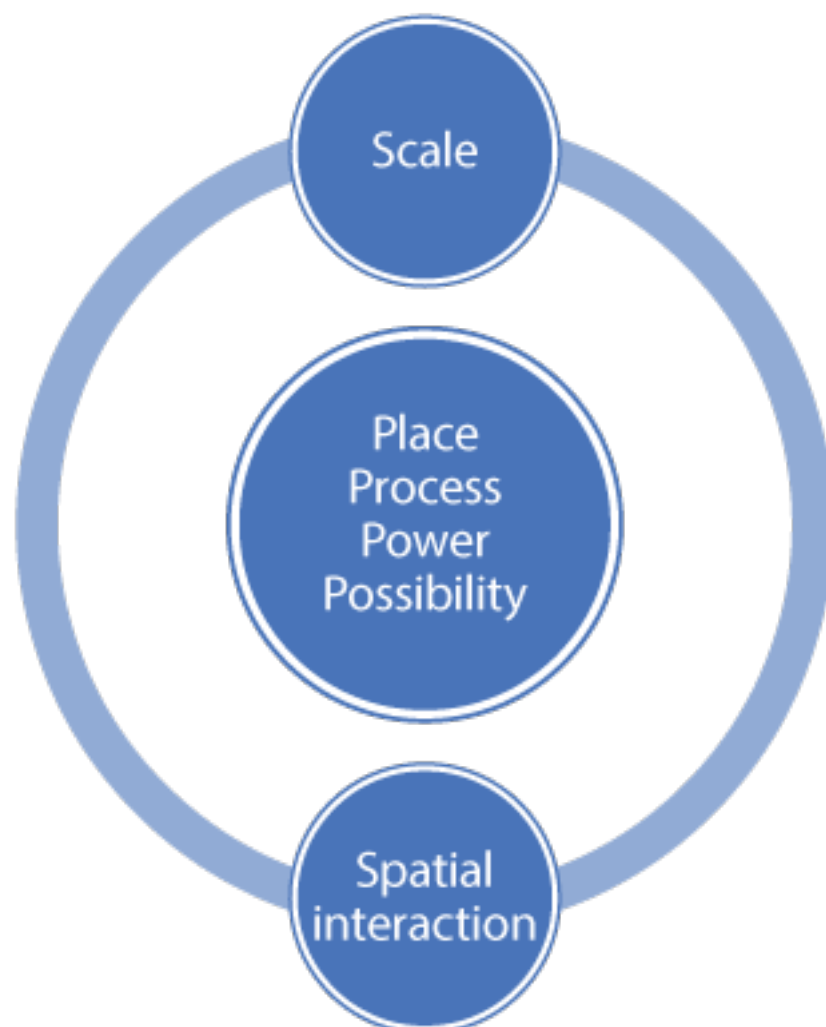 Scale
Place
Process
Power
Possibility
Spatial
interaction